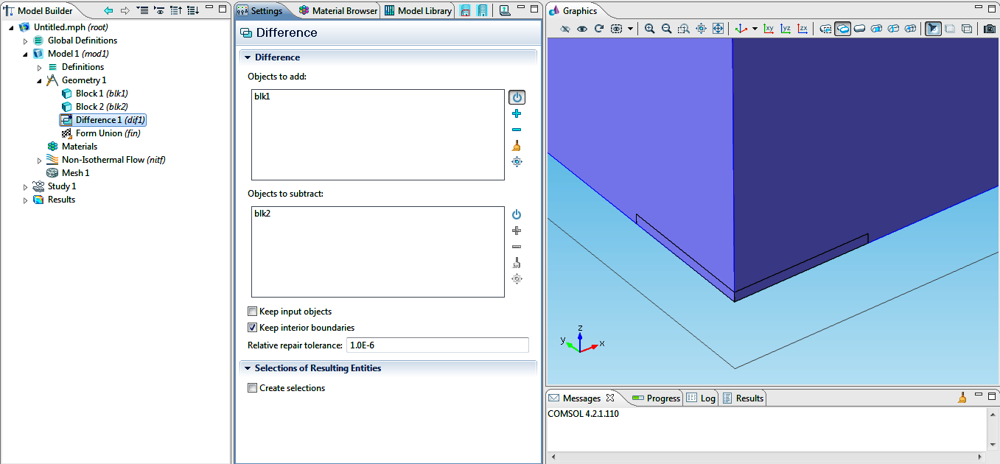 Model Builder
Untitled.mph (root)
Global Definitions
Model 1 (mod1)
Definitions
Geometry 1
Block 1 (blk1)
Block 2 (blk2)
Difference 1 (dif1)
Form Union (fin)
Materials
Non-Isothermal Flow (nitf)
Mesh 1
Study 1
Results
Settings
Material Browser
Model Library
Difference
Difference
Objects to add:
blk1
Objects to subtract:
blk2
Keep input objects
Keep interior boundaries
Relative repair tolerance: 1.0E-6
Selections of Resulting Entities
Create selections
Graphics
xy yz zx
z
y
x
Messages
Progress
Log
Results
COMSOL 4.2.1.110